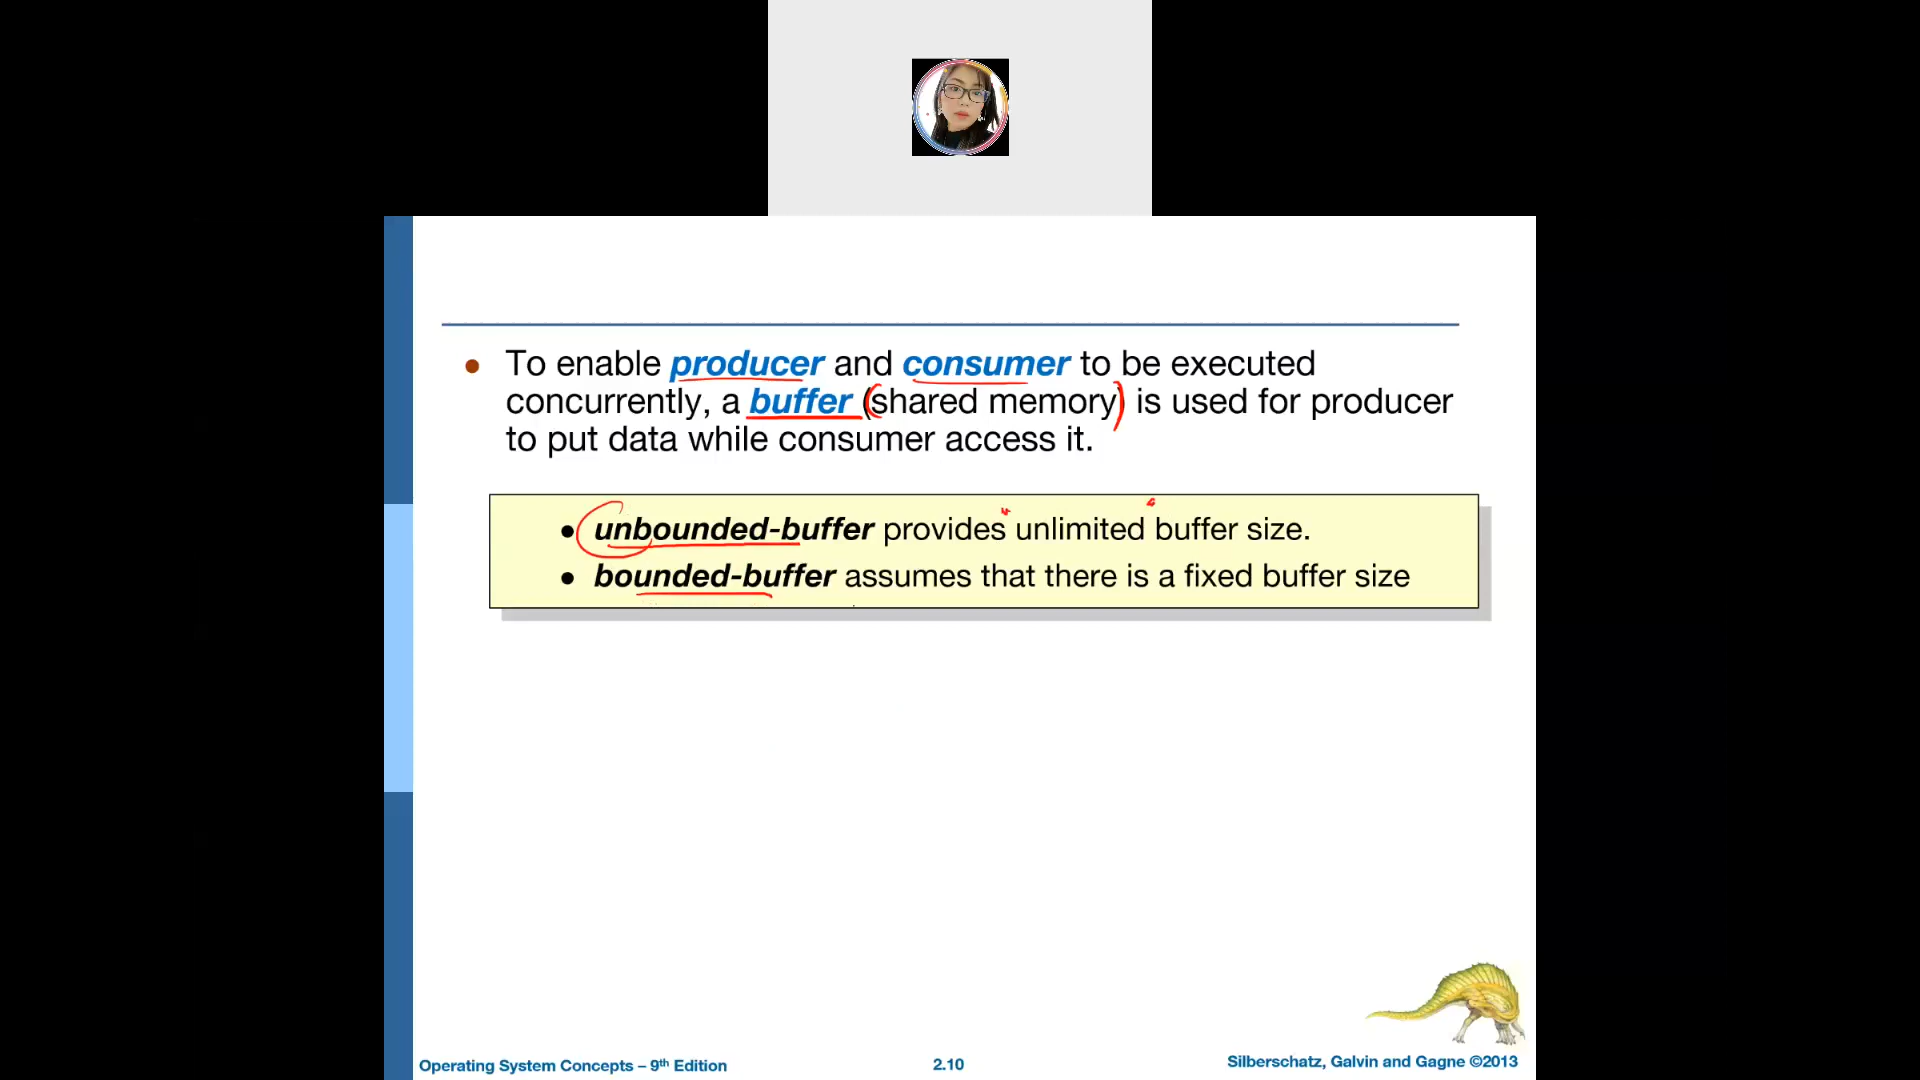 To enable producer and consumer to be executed
concurrently, a buffer (shared memory) is used for producer
to put data while consumer access it.
● unbounded-buffer provides unlimited buffer size.
● bounded-buffer assumes that there is a fixed buffer size
Operating System Concepts – 9th Edition
2.10
Silberschatz, Galvin and Gagne ©2013